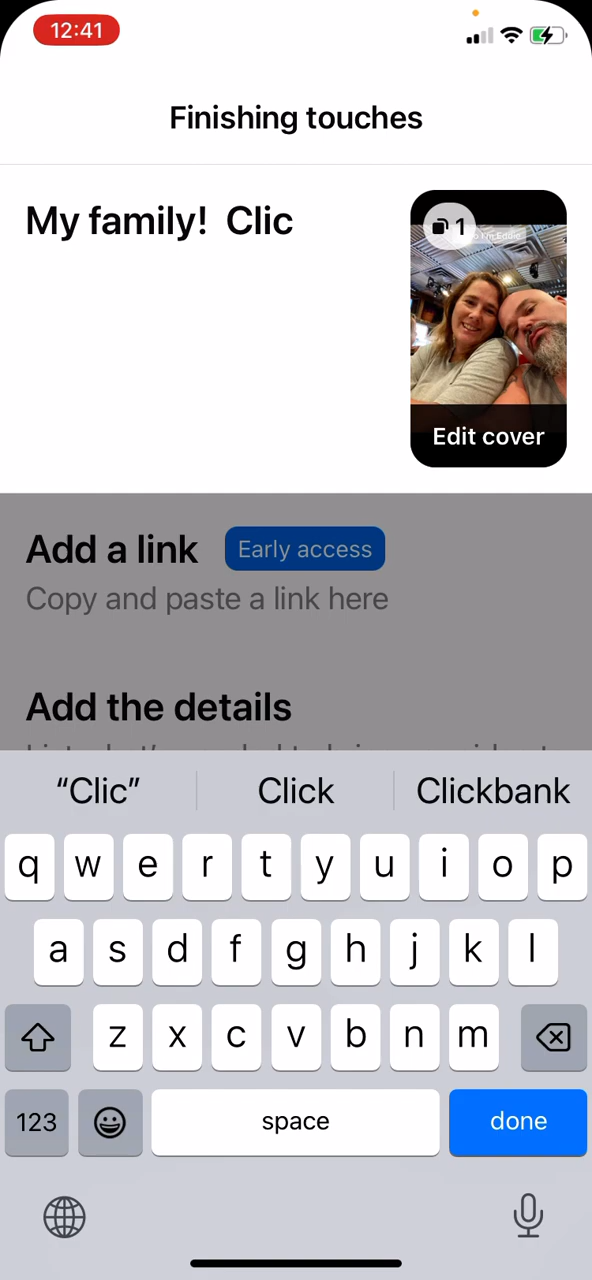 12:41
Finishing touches
My family!  Clic
1
Edit cover
Add a link
Early access
Copy and paste a link here
Add the details
“Clic”
Click
Clickbank
q w e r t y u i o p
a s d f g h j k l
z x c v b n m
123
space
done